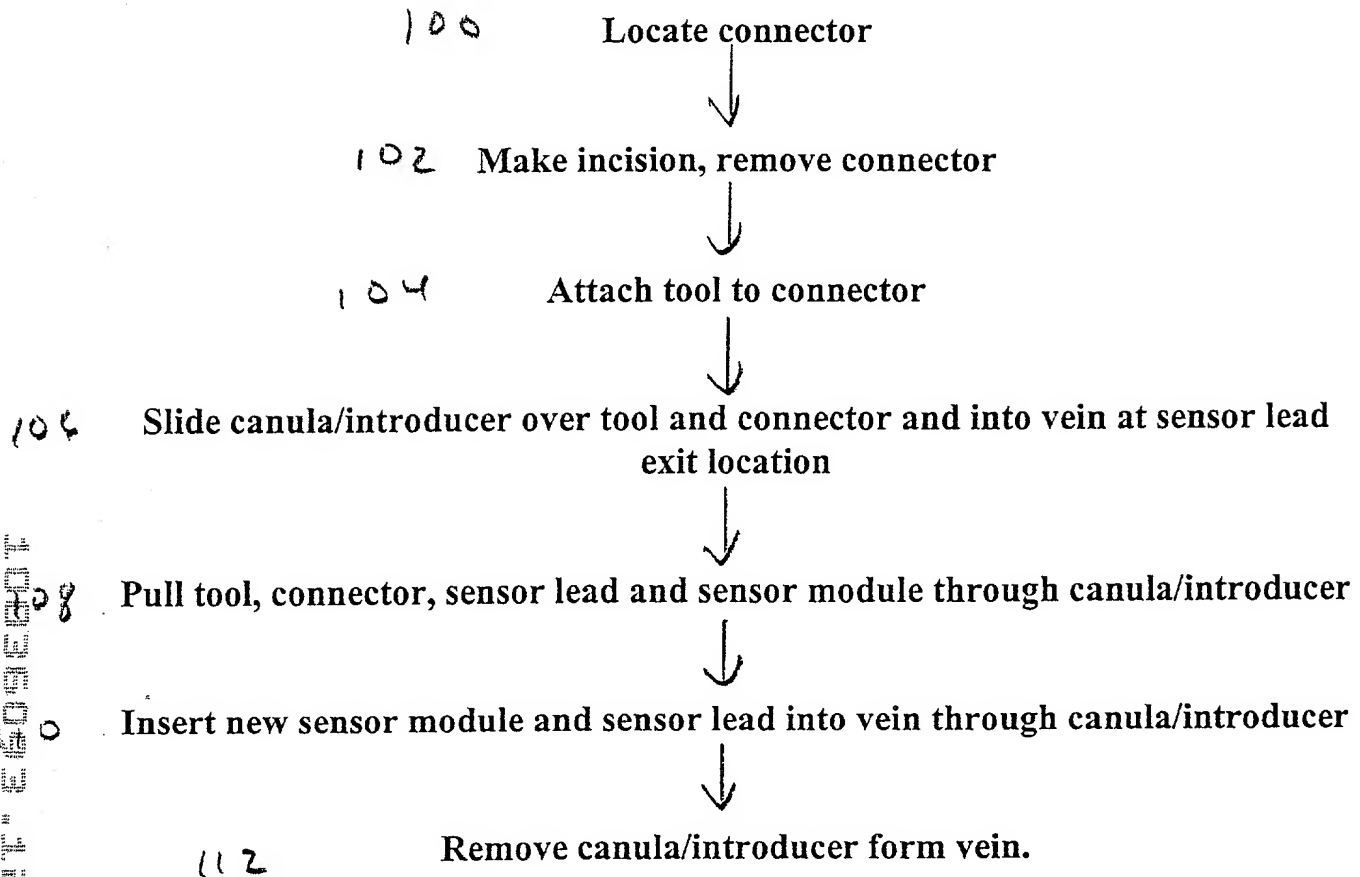 100 Locate connector
102 Make incision, remove connector
104 Attach tool to connector
106 Slide canula/introducer over tool and connector and into vein at sensor lead
exit location
08 Pull tool, connector, sensor lead and sensor module through canula/introducer
0 Insert new sensor module and sensor lead into vein through canula/introducer
112 Remove canula/introducer form vein.